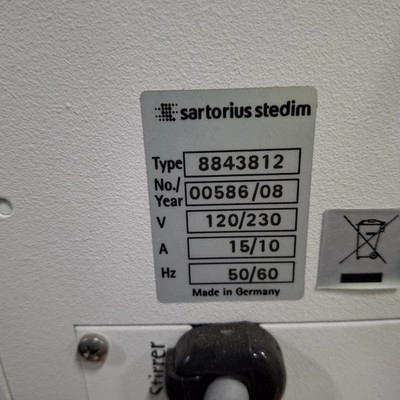 sartorius stedim
Type 8843812
No./
Year 00586/08
V 120/230
A 15/10
Hz 50/60
Made in Germany
Stirrer